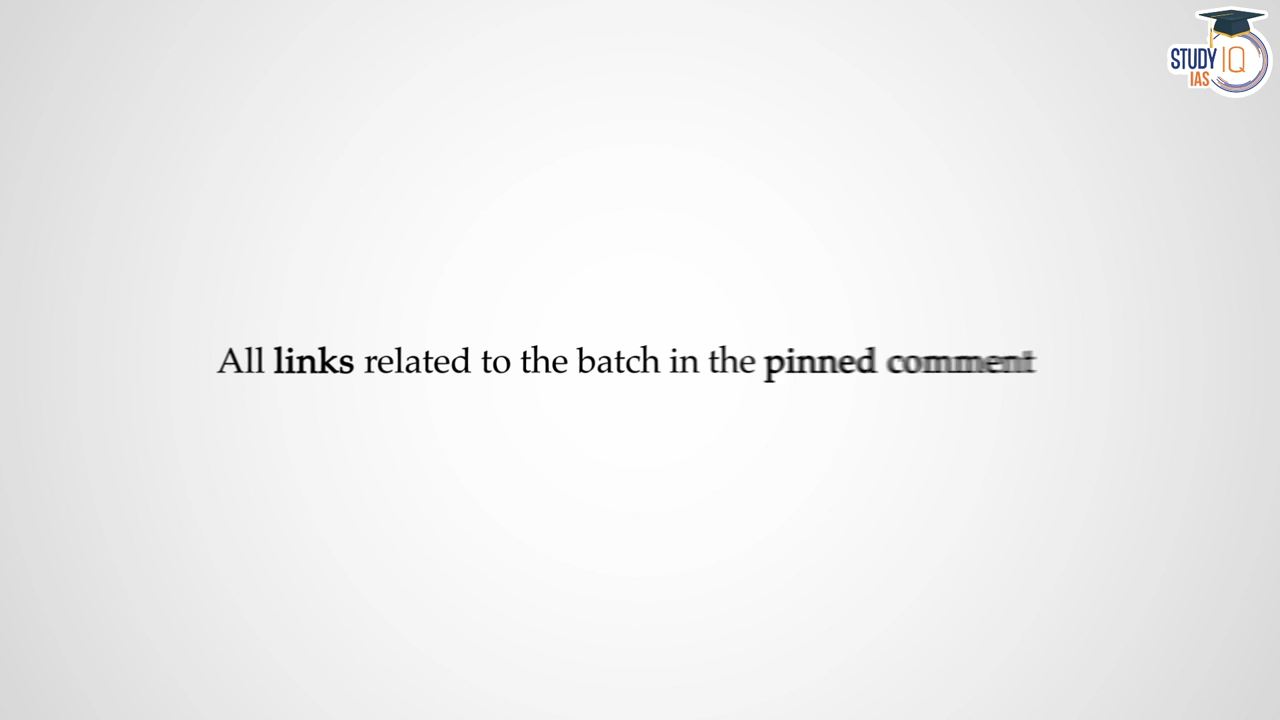 STUDY IQ
IAS
All links related to the batch in the pinned comment